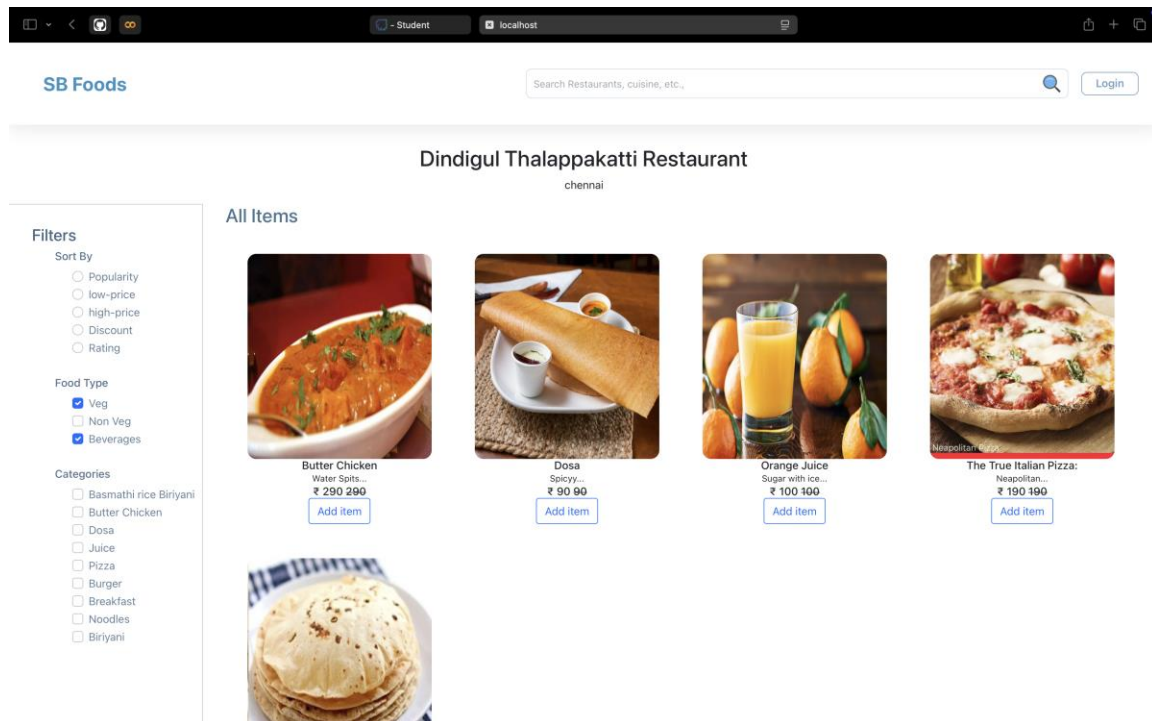 - Student
localhost
SB Foods
Search Restaurants, cuisine, etc.,
Login
Dindigul Thalappakatti Restaurant
chennai
Filters
Sort By
Popularity
low-price
high-price
Discount
Rating
Food Type
Veg
Non Veg
Beverages
Categories
Basmathi rice Biriyani
Butter Chicken
Dosa
Juice
Pizza
Burger
Breakfast
Noodles
Biriyani
All Items
Butter Chicken
Water Spits...
₹ 290 290
Add item
Dosa
Spicyy...
₹ 90 90
Add item
Orange Juice
Sugar with ice...
₹ 100 100
Add item
Neapolitan Pizza
The True Italian Pizza:
Neapolitan...
₹ 190 190
Add item